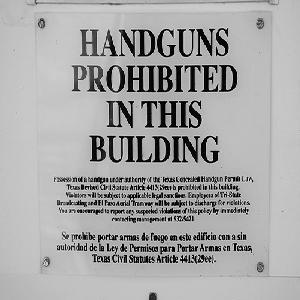 HANDGUNS
PROHIBITED
IN THIS
BUILDING
Possession of a handgun under authority of the Texas Concealed Handgun Permit Law,
Texas Revised Civil Statute Article 4413(29ee) is prohibited in this building.
Violators will be subject to applicable legal sanctions. Employees of Tri-State
Broadcasting and El Paso Aerial Tramway will be subject to discharge for violations.
You are encouraged to report any suspected violations of this policy by immediately
contacting management at
Se prohibe portar armas de fuego en este edificio con a sin
autoridad de la Ley de Permisos para Portar Armas en Texas,
Texas Civil Statutes Article 4413(29ee).